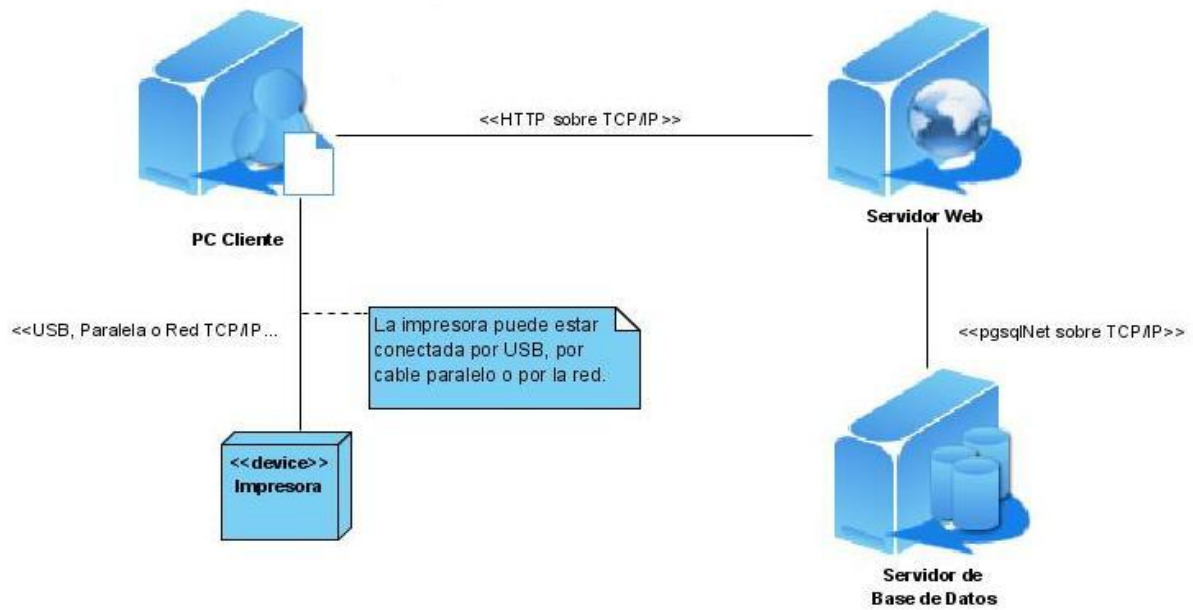 <<HTTP sobre TCP/IP>>
PC Cliente
Servidor Web
<<USB, Paralela o Red TCP/IP...
La impresora puede estar
conectada por USB, por
cable paralelo o por la red.
<<pgsqlNet sobre TCP/IP>>
<<device>>
Impresora
Servidor de
Base de Datos